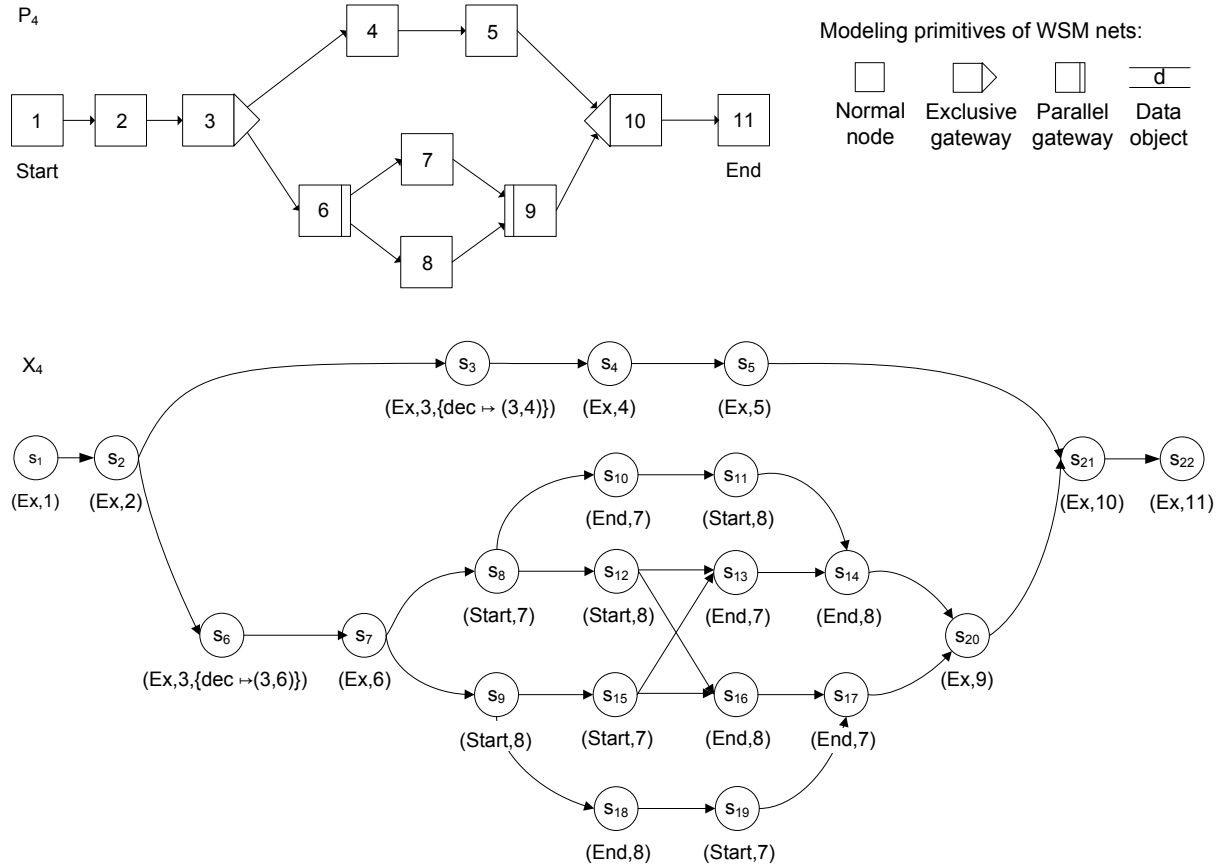 P4
4 5
Modeling primitives of WSM nets:
d
Normal node
Exclusive gateway
Parallel gateway
Data object
1 2 3 10 11
Start
End
7
6 9
8
X4
s3 s4 s5
(Ex,3,{dec ↦ (3,4)}) (Ex,4) (Ex,5)
s1 s2 s21 s22
(Ex,1) (Ex,2) (Ex,10) (Ex,11)
s10 s11
(End,7) (Start,8)
s8 s12 s13 s14
(Start,7) (Start,8) (End,7) (End,8)
s6 s7 s20
(Ex,3,{dec ↦(3,6)}) (Ex,6) (Ex,9)
s9 s15 s16 s17
(Start,8) (Start,7) (End,8) (End,7)
s18 s19
(End,8) (Start,7)